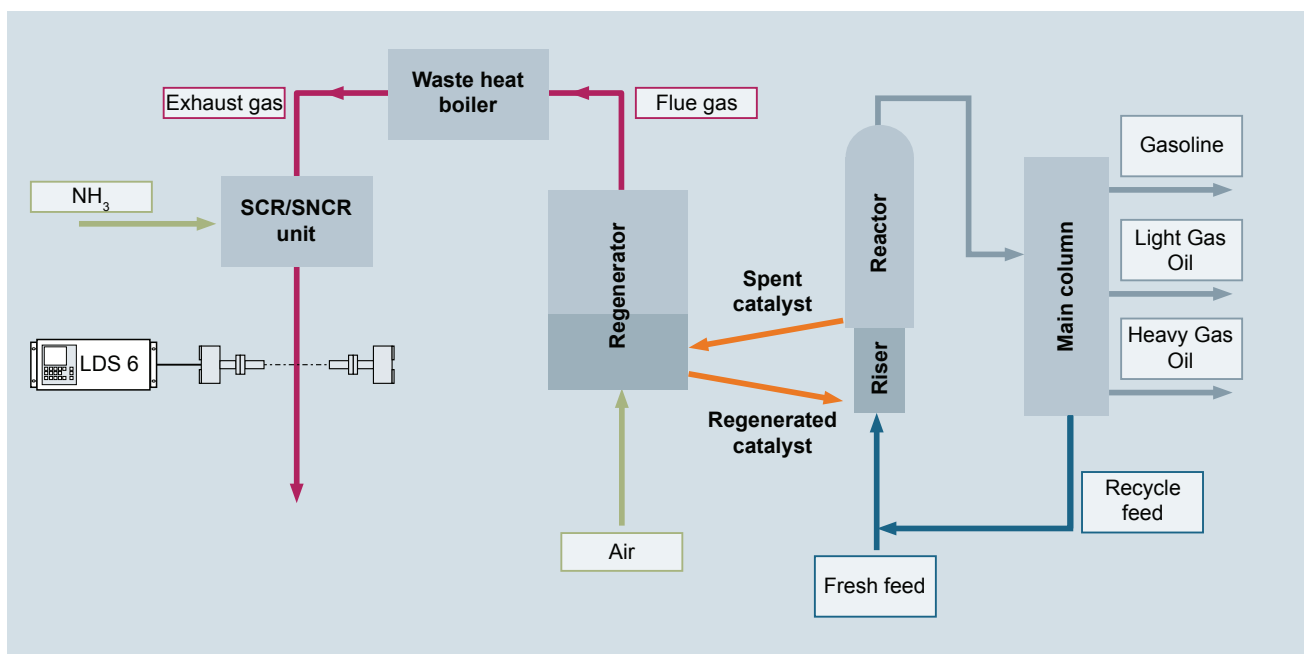 Waste heat
boiler
Exhaust gas
Flue gas
NH₃
SCR/SNCR
unit
LDS 6
Regenerator
Air
Spent
catalyst
Regenerated
catalyst
Reactor
Riser
Fresh feed
Main column
Recycle
feed
Gasoline
Light Gas
Oil
Heavy Gas
Oil